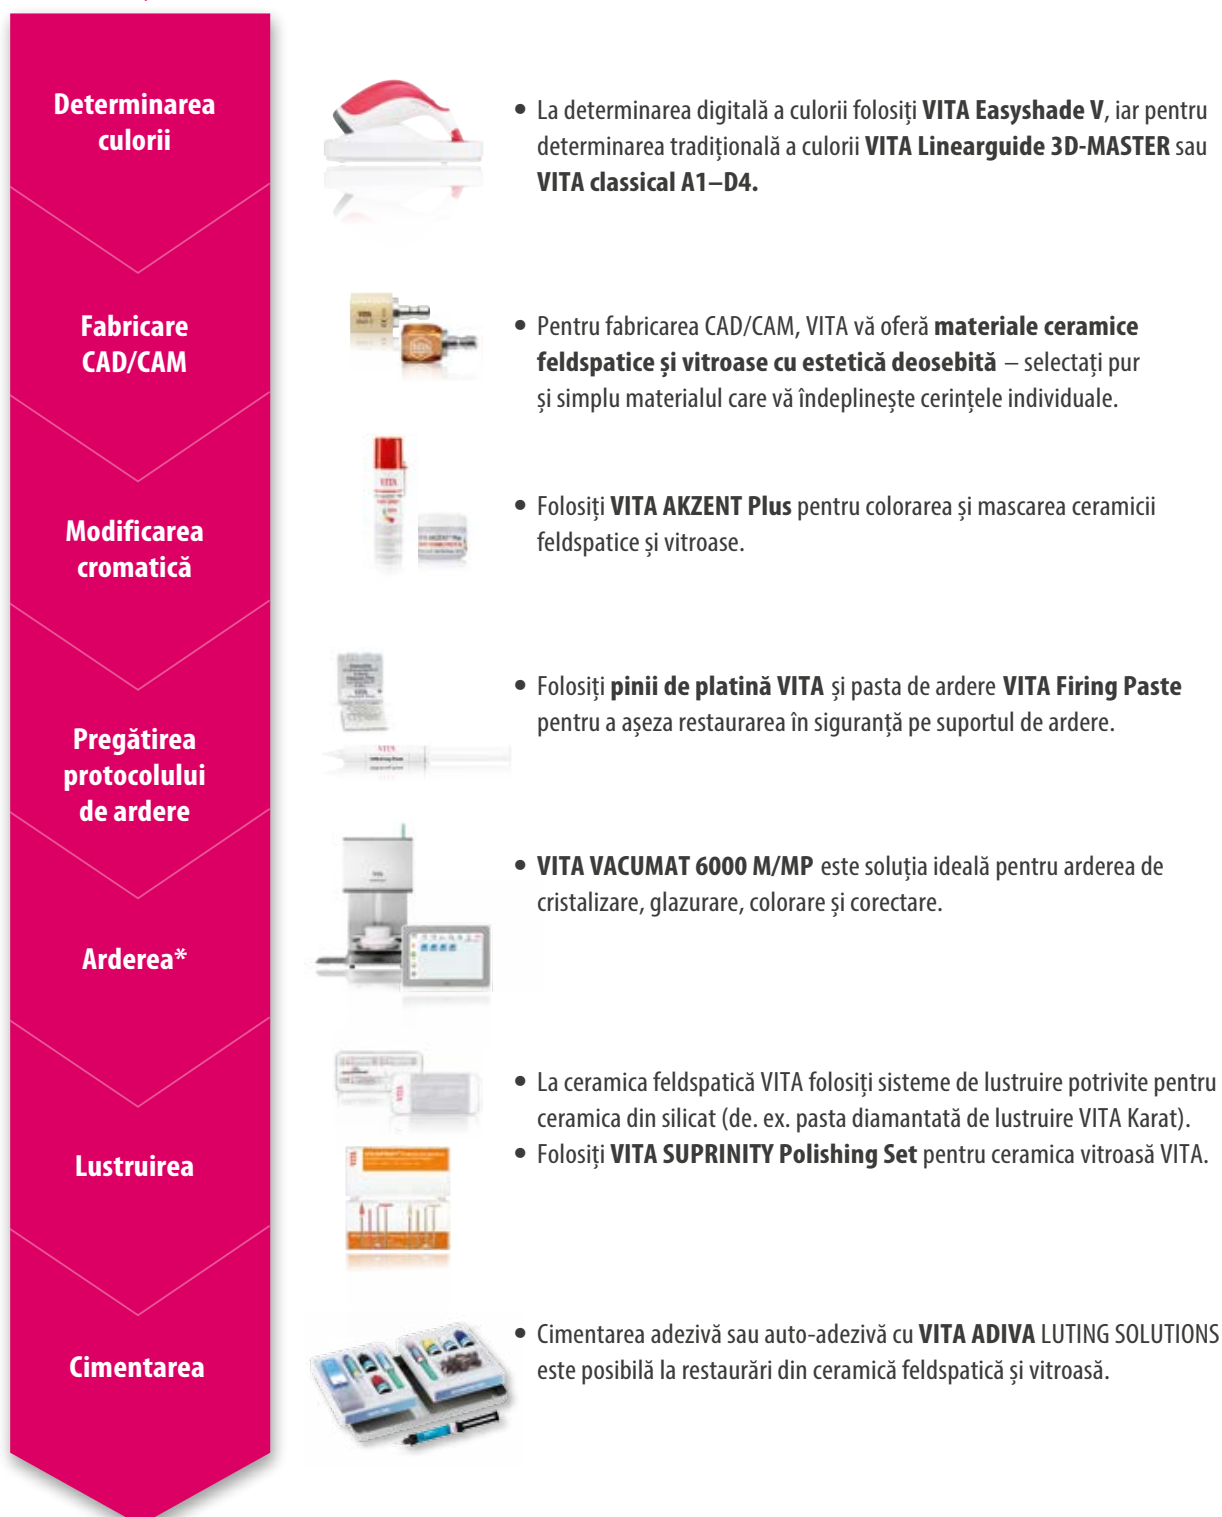 Determinarea
culorii
• La determinarea digitală a culorii folosiți VITA Easyshade V, iar pentru
determinarea tradițională a culorii VITA Linearguide 3D-MASTER sau
VITA classical A1–D4.
Fabricare
CAD/CAM
• Pentru fabricarea CAD/CAM, VITA vă oferă materiale ceramice
feldspatice și vitroase cu estetică deosebită – selectați pur
și simplu materialul care vă îndeplinește cerințele individuale.
Modificarea
cromatică
VITA
• Folosiți VITA AKZENT Plus pentru colorarea și mascarea ceramicii
feldspatice și vitroase.
Pregătirea
protocolului
de ardere
VITA
• Folosiți pinii de platină VITA și pasta de ardere VITA Firing Paste
pentru a așeza restaurarea în siguranță pe suportul de ardere.
Arderea*
• VITA VACUMAT 6000 M/MP este soluția ideală pentru arderea de
cristalizare, glazurare, colorare și corectare.
Lustruirea
VITA
• La ceramica feldspatică VITA folosiți sisteme de lustruire potrivite pentru
ceramica din silicat (de. ex. pasta diamantată de lustruire VITA Karat).
• Folosiți VITA SUPRINITY Polishing Set pentru ceramica vitroasă VITA.
Cimentarea
• Cimentarea adezivă sau auto-adezivă cu VITA ADIVA LUTING SOLUTIONS
este posibilă la restaurări din ceramică feldspatică și vitroasă.